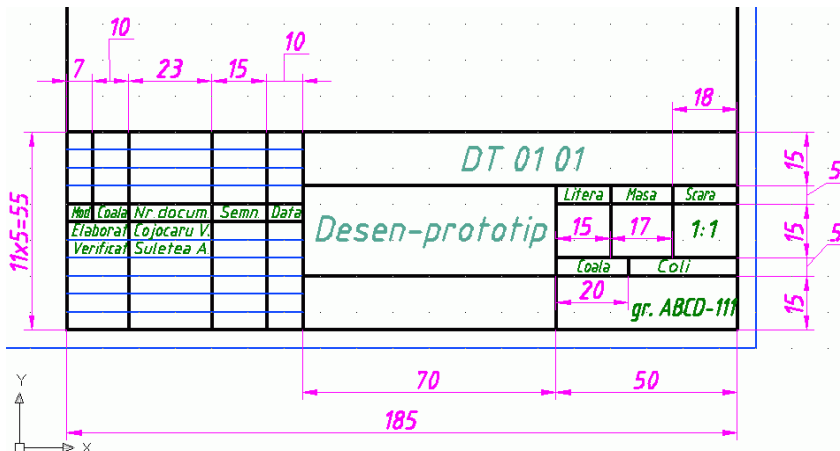 10
10
7
23
15
18
DT 01 01
15
5
Litera Masa Scara
Mod Coala Nr. docum. Semn. Data
Elaborat Cojocaru V.
Desen-prototip
15
17
1:1
15
Verificat Suletea A.
11x5=55
5
Coala Coli
20
15
gr. ABCD-111
70
50
Y
185
X